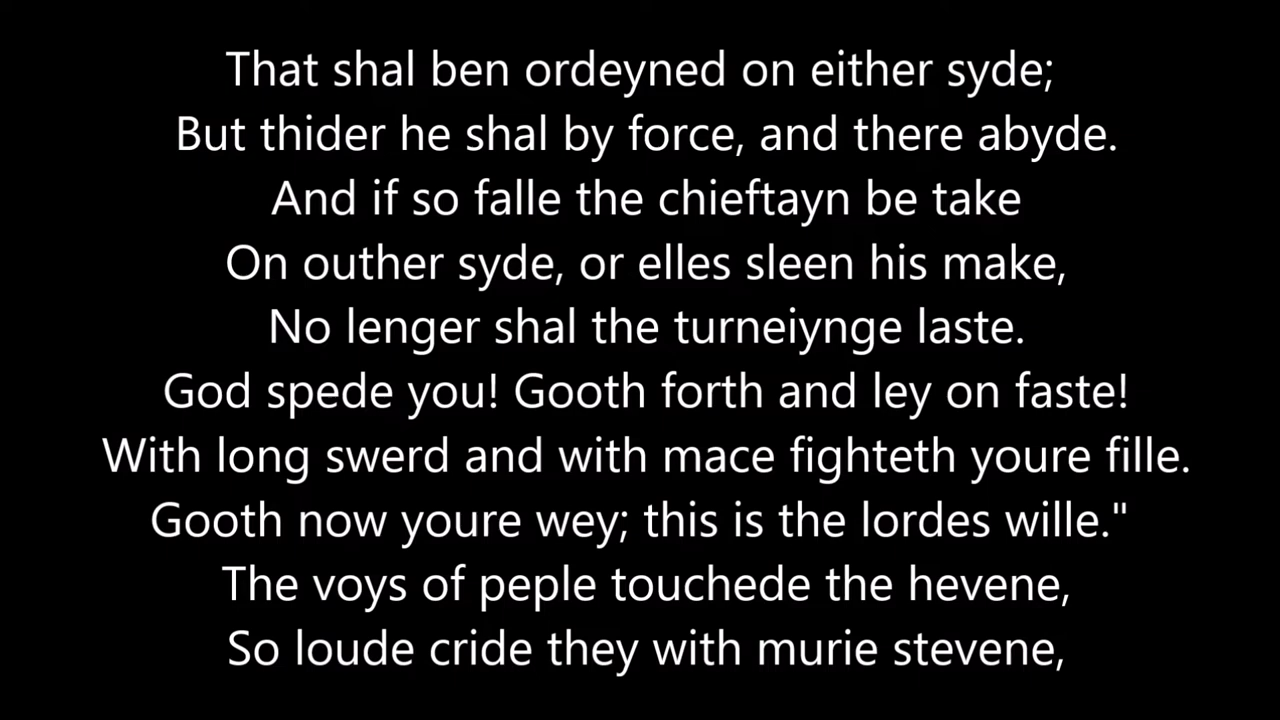 That shal ben ordeyned on either syde;
But thider he shal by force, and there abyde.
And if so falle the chieftayn be take
On outher syde, or elles sleen his make,
No lenger shal the turneiynge laste.
God spede you! Gooth forth and ley on faste!
With long swerd and with mace fighteth youre fille.
Gooth now youre wey; this is the lordes wille."
The voys of peple touchede the hevene,
So loude cride they with murie stevene,